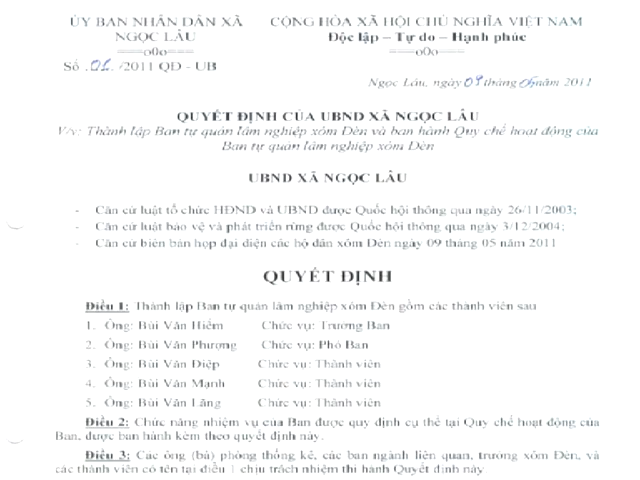 ỦY BAN NHÂN DÂN XÃ
NGỌC LÂU
===o0o===
Số .01. /2011 QĐ - UB
CỘNG HÒA XÃ HỘI CHỦ NGHĨA VIỆT NAM
Độc lập – Tự do – Hạnh phúc
===o0o===
Ngọc Lâu, ngày 09 tháng 05 năm 2011
QUYẾT ĐỊNH CỦA UBND XÃ NGỌC LÂU
V/v: Thành lập Ban tự quản lâm nghiệp xóm Đèn và ban hành Quy chế hoạt động của
Ban tự quản lâm nghiệp xóm Đèn
UBND XÃ NGỌC LÂU
- Căn cứ luật tổ chức HĐND và UBND được Quốc hội thông qua ngày 26/11/2003;
- Căn cứ luật bảo vệ và phát triển rừng được Quốc hội thông qua ngày 3/12/2004;
- Căn cứ biên bản họp đại diện các hộ dân xóm Đèn ngày 09 tháng 05 năm 2011
QUYẾT ĐỊNH
Điều 1: Thành lập Ban tự quản lâm nghiệp xóm Đèn gồm các thành viên sau
1. Ông: Bùi Văn Hiểm Chức vụ: Trưởng Ban
2. Ông: Bùi Văn Phượng Chức vụ: Phó Ban
3. Ông: Bùi Văn Điệp Chức vụ: Thành viên
4. Ông: Bùi Văn Mạnh Chức vụ: Thành viên
5. Ông: Bùi Văn Lăng Chức vụ: Thành viên
Điều 2: Chức năng nhiệm vụ của Ban được quy định cụ thể tại Quy chế hoạt động của
Ban, được ban hành kèm theo quyết định này.
Điều 3: Các ông (bà) phòng thống kê, các ban ngành liên quan, trưởng xóm Đèn, và
các thành viên có tên tại điều 1 chịu trách nhiệm thi hành Quyết định này